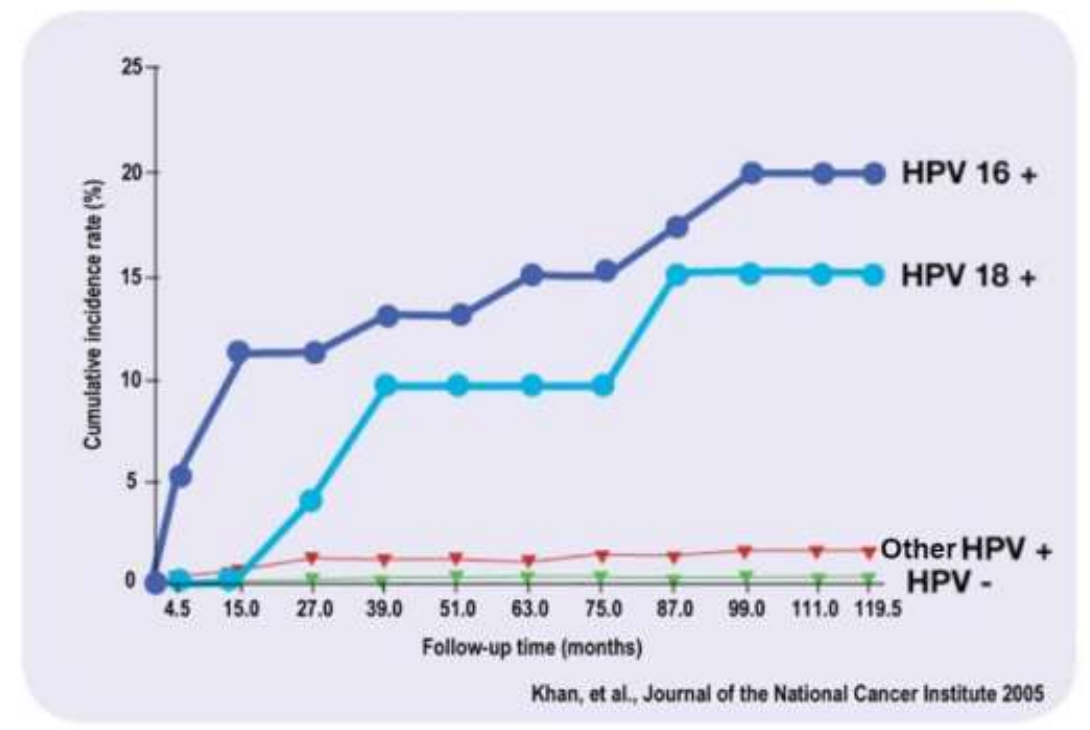 25
20
15
10
5
0
Cumulative incidence rate (%)
HPV 16 +
HPV 18 +
Other HPV +
HPV -
4.5 15.0 27.0 39.0 51.0 63.0 75.0 87.0 99.0 111.0 119.5
Follow-up time (months)
Khan, et al., Journal of the National Cancer Institute 2005